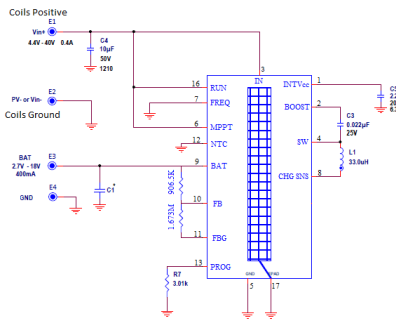 Coils Positive
E1
Vin+
4.4V - 40V 0.4A
C4
10µF
50V
1210
E2
PV- or Vin-
Coils Ground
BAT
2.7V - 18V
400mA
E3
E4
GND
C1
+
906.5K
1.673M
R7
3.01k
3
IN
16
RUN
7
FREQ
6
MPPT
12
NTC
9
BAT
10
FB
11
FBG
13
PROG
INTVcc
1
BOOST
2
SW
4
CHG SNS
8
GND
5
17
C3
0.022µF
25V
L1
33.0uH